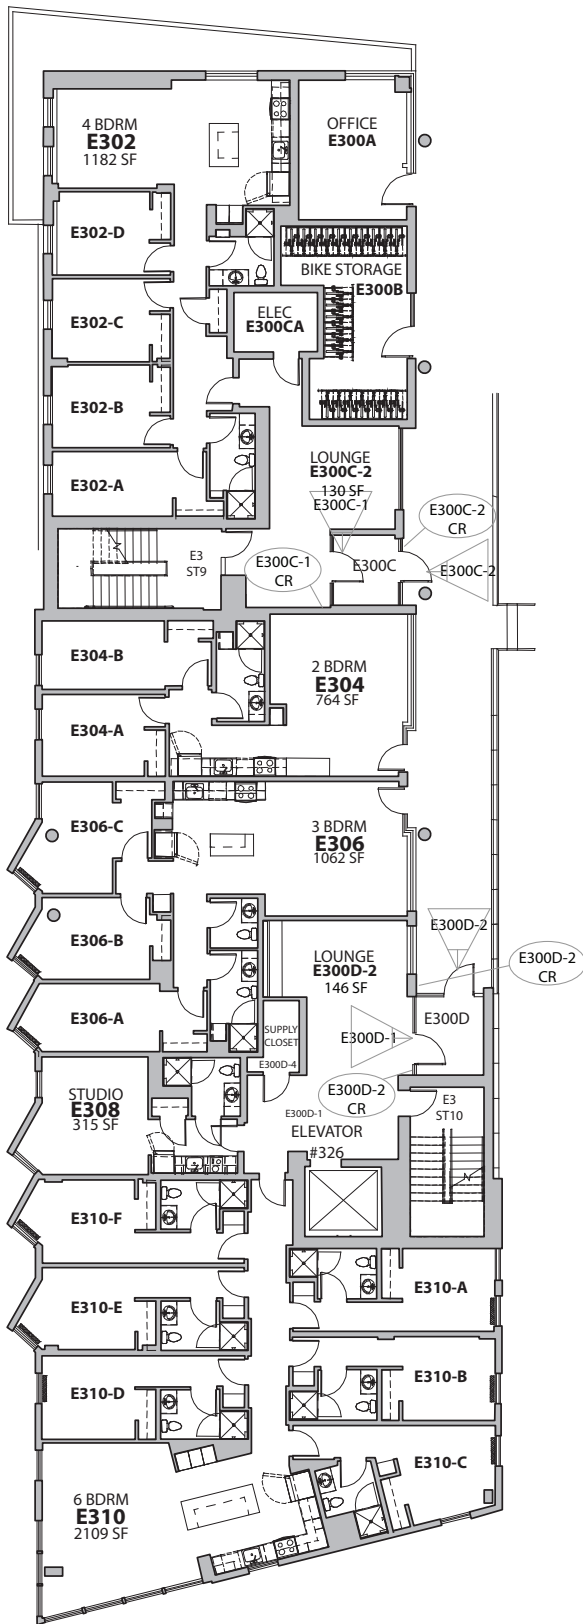 4 BDRM
E302
1182 SF
OFFICE
E300A
E302-D
BIKE STORAGE
E300B
E302-C
ELEC
E300CA
E302-B
LOUNGE
E300C-2
130 SF
E300C-1
E302-A
E300C-2
CR
E3
ST9
E300C-1
CR
E300C
E300C-2
E304-B
2 BDRM
E304
764 SF
E304-A
E306-C
3 BDRM
E306
1062 SF
E306-B
E300D-2
LOUNGE
E300D-2
146 SF
E300D-2
CR
E306-A
E300D
SUPPLY
CLOSET
E300D-4
E300D-1
E300D-2
CR
STUDIO
E308
315 SF
E3
ST10
E300D-1
ELEVATOR
#326
E310-F
E310-A
E310-E
E310-B
E310-D
E310-C
6 BDRM
E310
2109 SF